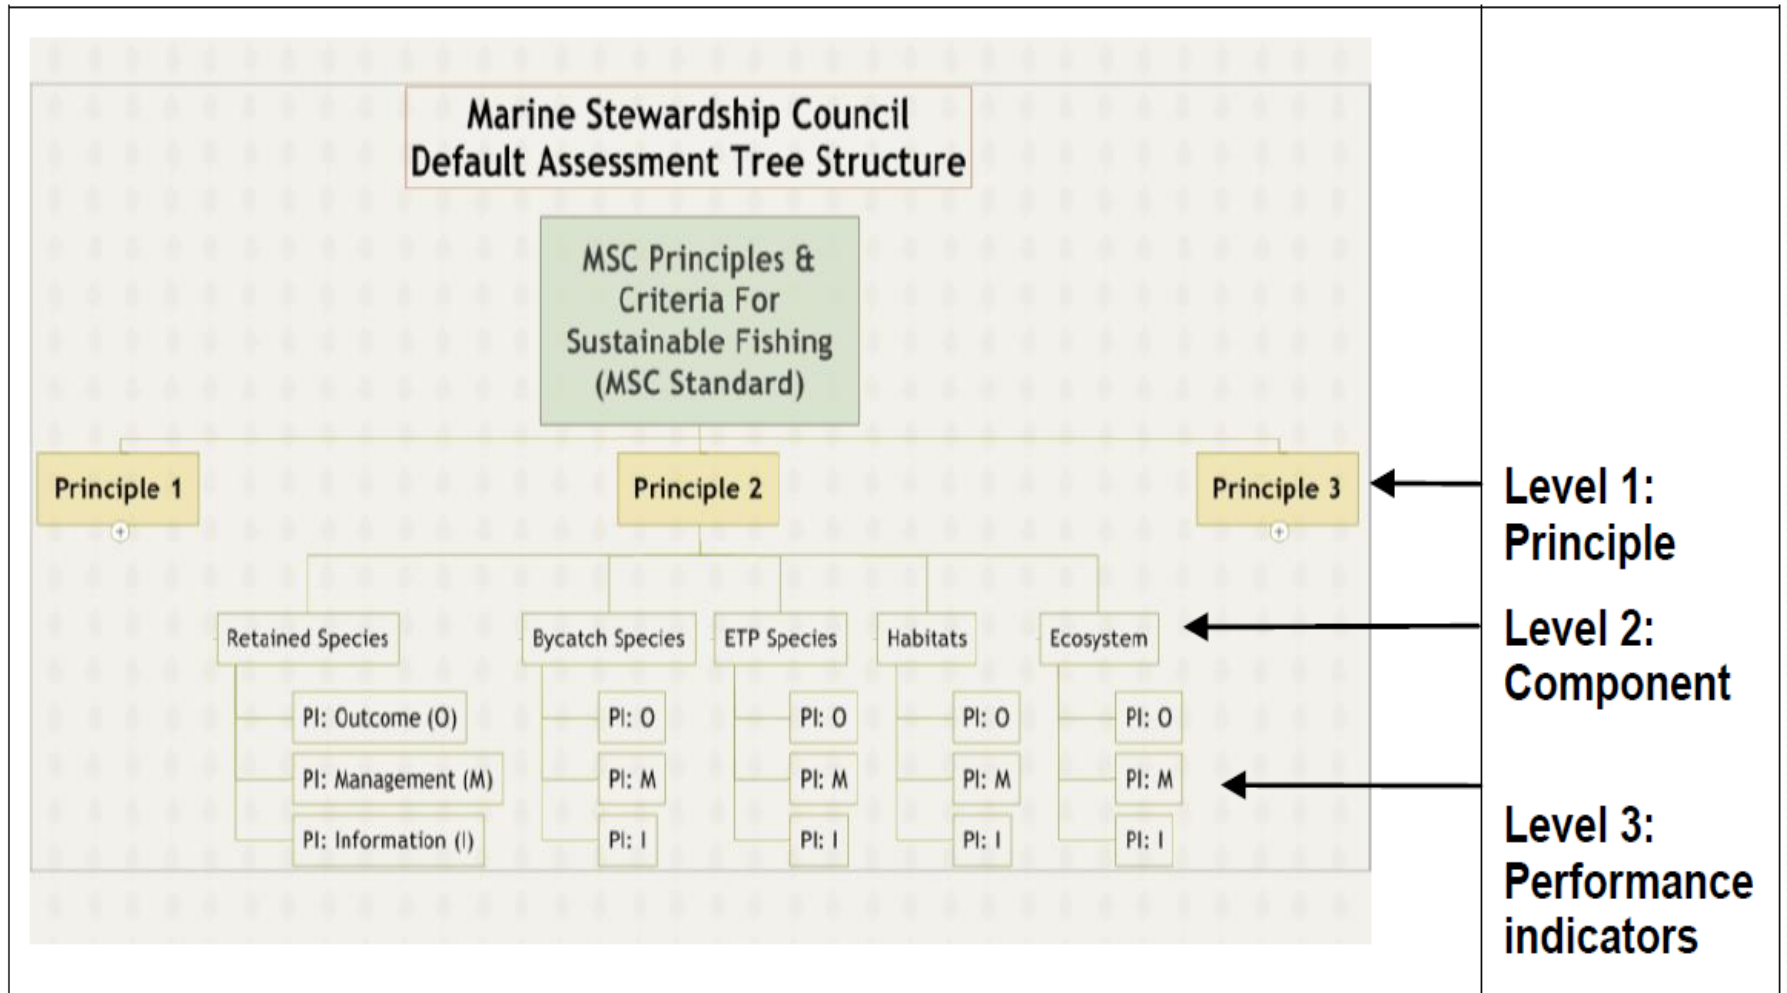 Marine Stewardship Council
Default Assessment Tree Structure
MSC Principles &
Criteria For
Sustainable Fishing
(MSC Standard)
Principle 1
Principle 2
Principle 3
Level 1:
Principle
Retained Species
Bycatch Species
ETP Species
Habitats
Ecosystem
Level 2:
Component
PI: Outcome (O)
PI: O
PI: O
PI: O
PI: O
PI: Management (M)
PI: M
PI: M
PI: M
PI: M
PI: Information (I)
PI: I
PI: I
PI: I
PI: I
Level 3:
Performance
indicators